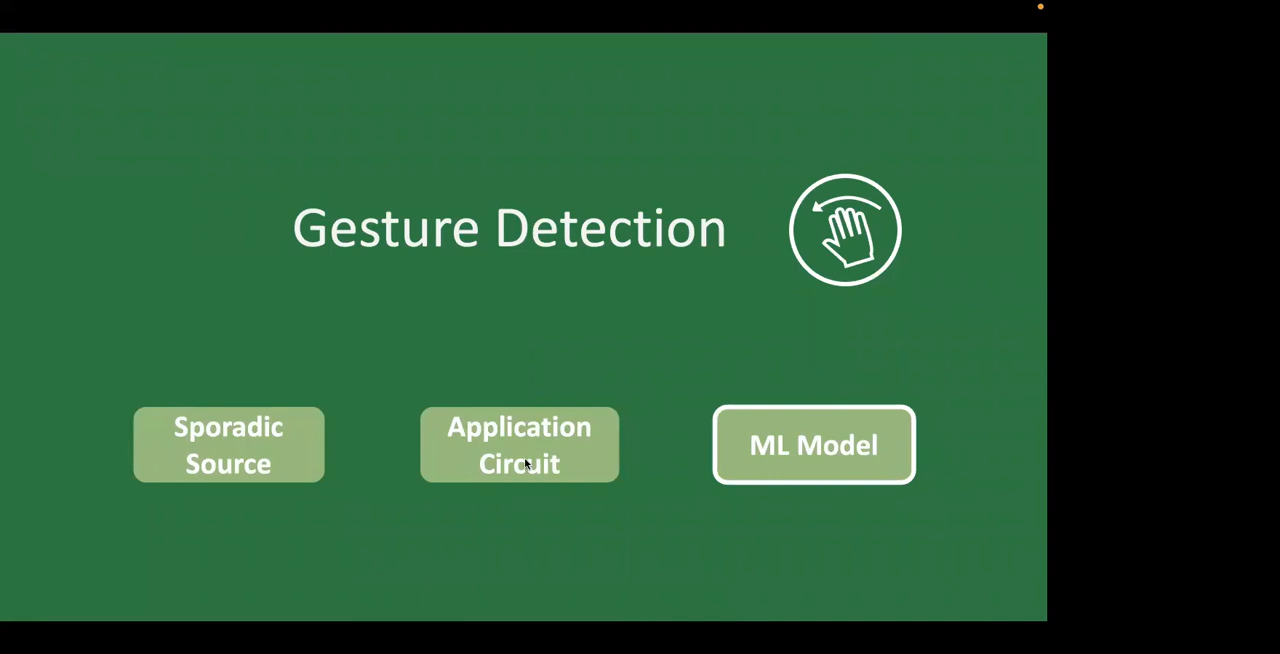 Gesture Detection
Sporadic
Source
Application
Circuit
ML Model